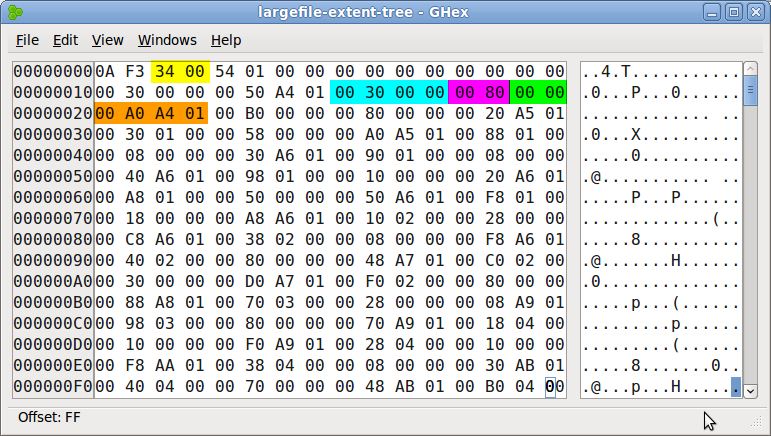 largefile-extent-tree - GHex
File Edit View Windows Help
00000000 0A F3 34 00 54 01 00 00 00 00 00 00 00 00 00 00 ..4.T...........
00000010 00 30 00 00 00 50 A4 01 00 30 00 00 00 80 00 00 .0...P...0......
00000020 00 A0 A4 01 00 B0 00 00 00 80 00 00 00 20 A5 01 ............. ..
00000030 00 30 01 00 00 58 00 00 00 A0 A5 01 00 88 01 00 .0...X..........
00000040 00 08 00 00 00 30 A6 01 00 90 01 00 00 08 00 00 .....0..........
00000050 00 40 A6 01 00 98 01 00 00 10 00 00 00 20 A6 01 .@........... ..
00000060 00 A8 01 00 00 50 00 00 00 50 A6 01 00 F8 01 00 .....P...P......
00000070 00 18 00 00 00 A8 A6 01 00 10 02 00 00 28 00 00 .............(..
00000080 00 C8 A6 01 00 38 02 00 00 08 00 00 00 F8 A6 01 .....8..........
00000090 00 40 02 00 00 80 00 00 00 48 A7 01 00 C0 02 00 .@.......H......
000000A0 00 30 00 00 00 D0 A7 01 00 F0 02 00 00 80 00 00 .0..............
000000B0 00 88 A8 01 00 70 03 00 00 28 00 00 00 08 A9 01 .....p...(......
000000C0 00 98 03 00 00 80 00 00 00 70 A9 01 00 18 04 00 .........p......
000000D0 00 10 00 00 00 F0 A9 01 00 28 04 00 00 10 00 00 .........(......
000000E0 00 F8 AA 01 00 38 04 00 00 08 00 00 00 30 AB 01 .....8.......0..
000000F0 00 40 04 00 00 70 00 00 00 48 AB 01 00 B0 04 00 .@...p...H......
Offset: FF